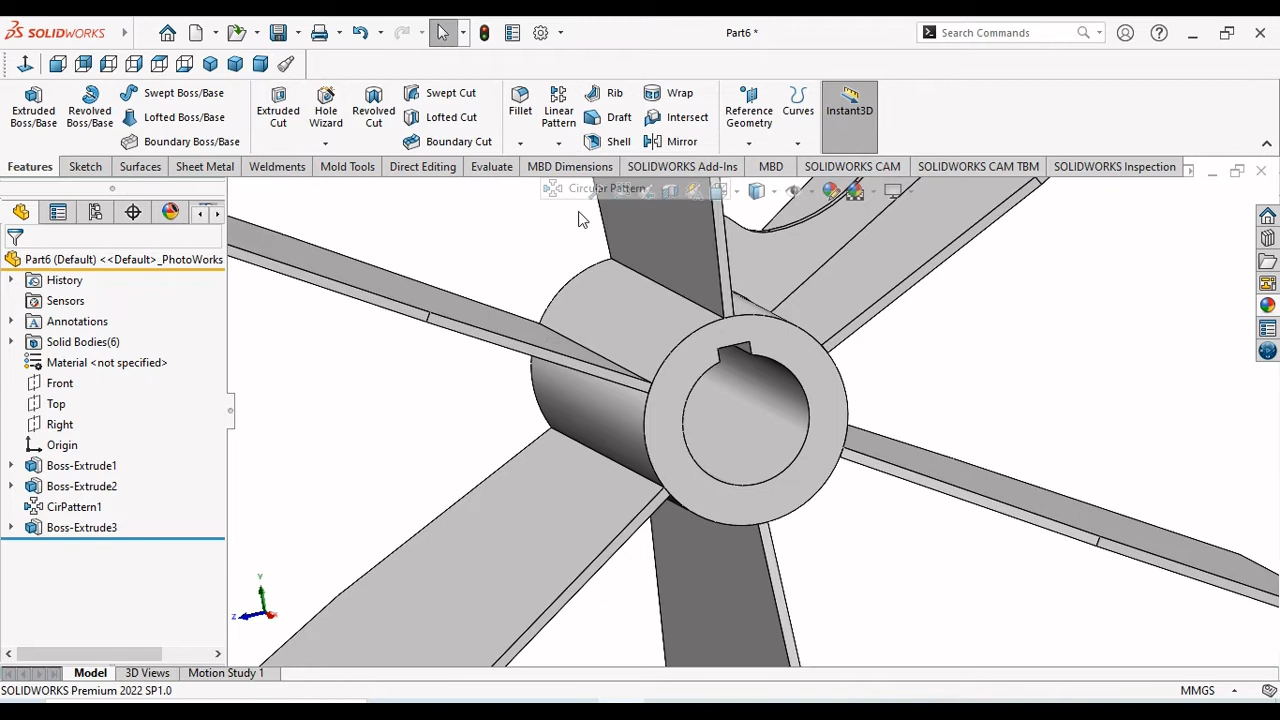 SOLIDWORKS
Part6 *
Search Commands
Extruded Boss/Base
Revolved Boss/Base
Swept Boss/Base
Lofted Boss/Base
Boundary Boss/Base
Extruded Cut
Hole Wizard
Revolved Cut
Swept Cut
Lofted Cut
Boundary Cut
Fillet
Linear Pattern
Rib
Draft
Shell
Wrap
Intersect
Mirror
Reference Geometry
Curves
Instant3D
Features
Sketch
Surfaces
Sheet Metal
Weldments
Mold Tools
Direct Editing
Evaluate
MBD Dimensions
SOLIDWORKS Add-Ins
MBD
SOLIDWORKS CAM
SOLIDWORKS CAM TBM
SOLIDWORKS Inspection
Circular Pattern
Part6 (Default) <<Default>_PhotoWorks
History
Sensors
Annotations
Solid Bodies(6)
Material <not specified>
Front
Top
Right
Origin
Boss-Extrude1
Boss-Extrude2
CirPattern1
Boss-Extrude3
Y
Z
Model
3D Views
Motion Study 1
SOLIDWORKS Premium 2022 SP1.0
MMGS